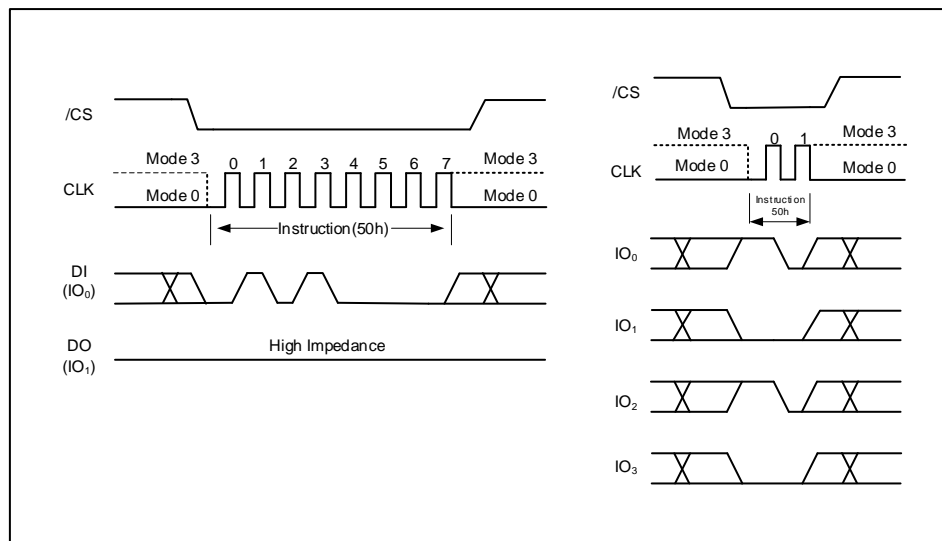 /CS
Mode 3 0 1 2 3 4 5 6 7 Mode 3
CLK Mode 0 Mode 0
Instruction(50h)
DI
(IO₀)
DO
(IO₁)
High Impedance
/CS
Mode 3 0 1 Mode 3
CLK Mode 0 Mode 0
Instruction
50h
IO₀
IO₁
IO₂
IO₃